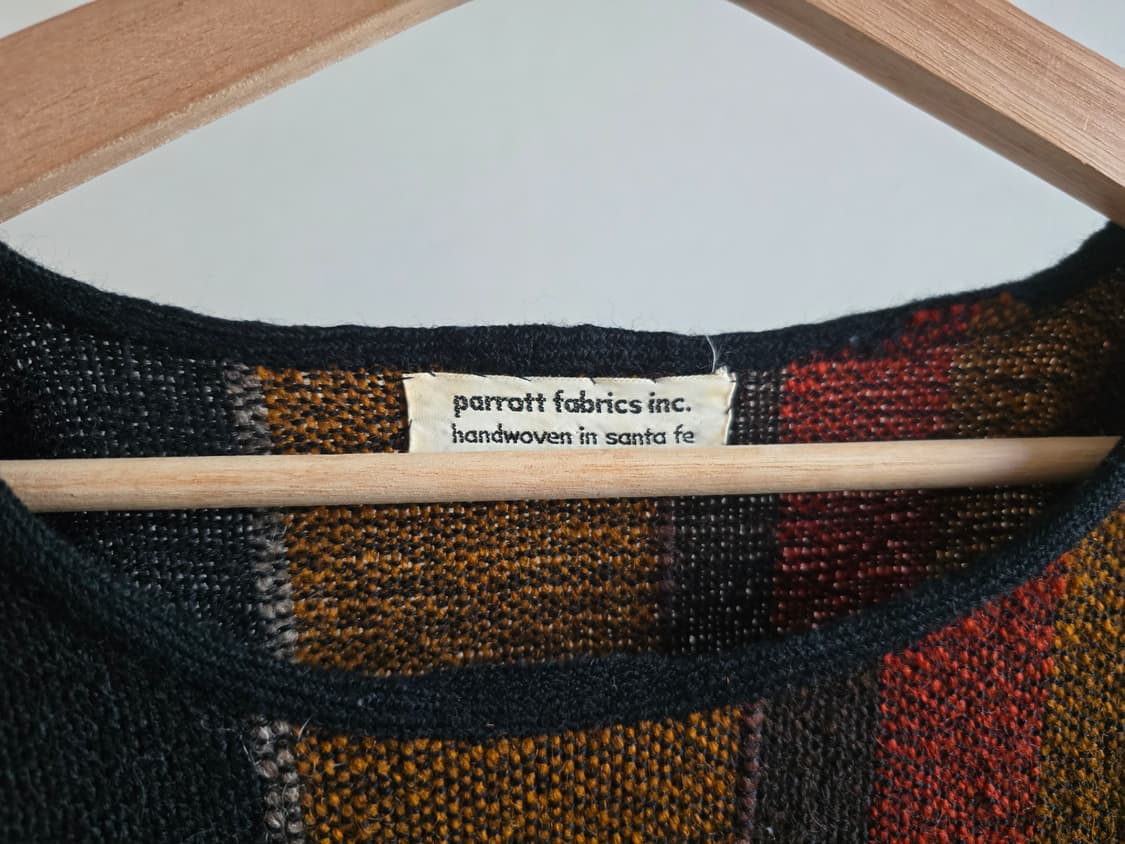 parrott fabrics inc.
handwoven in santa fe